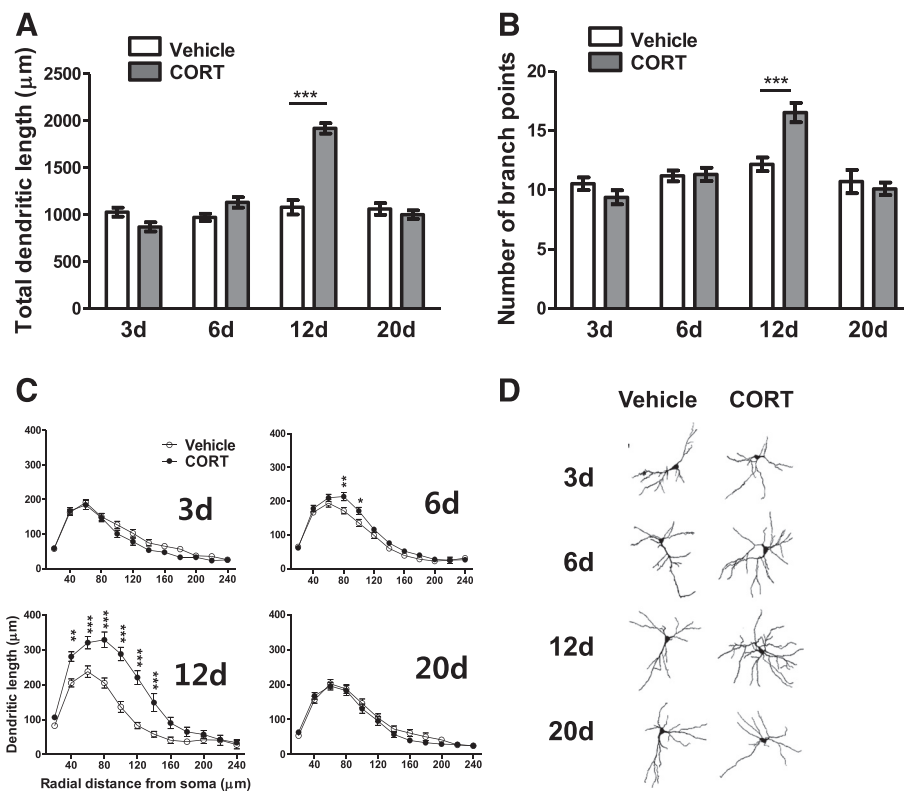 A
Vehicle
CORT
Total dendritic length (μm)
2500
2000
1500
1000
500
0
***
3d 6d 12d 20d
B
Vehicle
CORT
Number of branch points
20
15
10
5
0
***
3d 6d 12d 20d
C
400
300
200
100
0
Vehicle
CORT
3d
40 80 120 160 200 240
400
300
200
100
0
**
*
6d
40 80 120 160 200 240
Dendritic length (μm)
400
300
200
100
0
**
***
***
***
***
***
12d
40 80 120 160 200 240
Radial distance from soma (μm)
400
300
200
100
0
20d
40 80 120 160 200 240
D
Vehicle CORT
3d
6d
12d
20d